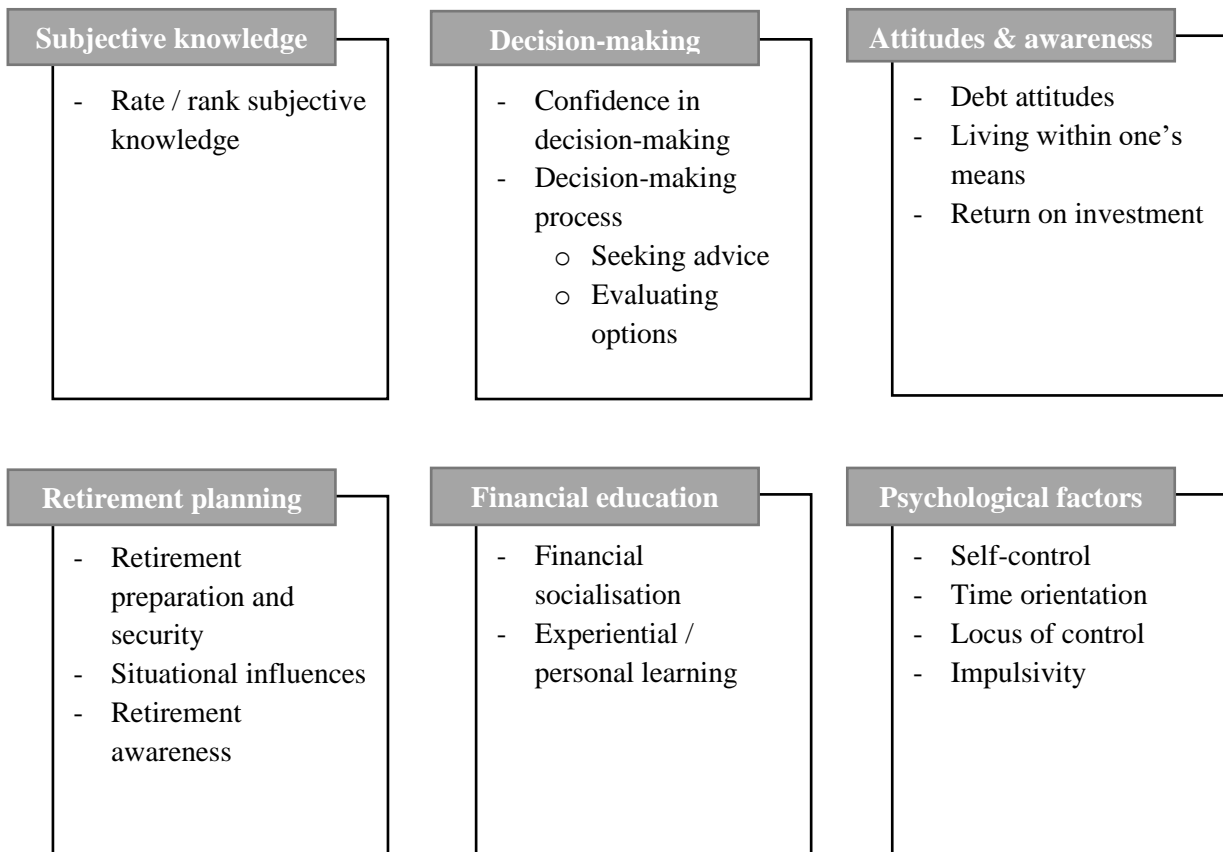 Subjective knowledge
- Rate / rank subjective
knowledge
Decision-making
- Confidence in
decision-making
- Decision-making
process
o Seeking advice
o Evaluating
options
Attitudes & awareness
- Debt attitudes
- Living within one’s
means
- Return on investment
Retirement planning
- Retirement
preparation and
security
- Situational influences
- Retirement
awareness
Financial education
- Financial
socialisation
- Experiential /
personal learning
Psychological factors
- Self-control
- Time orientation
- Locus of control
- Impulsivity